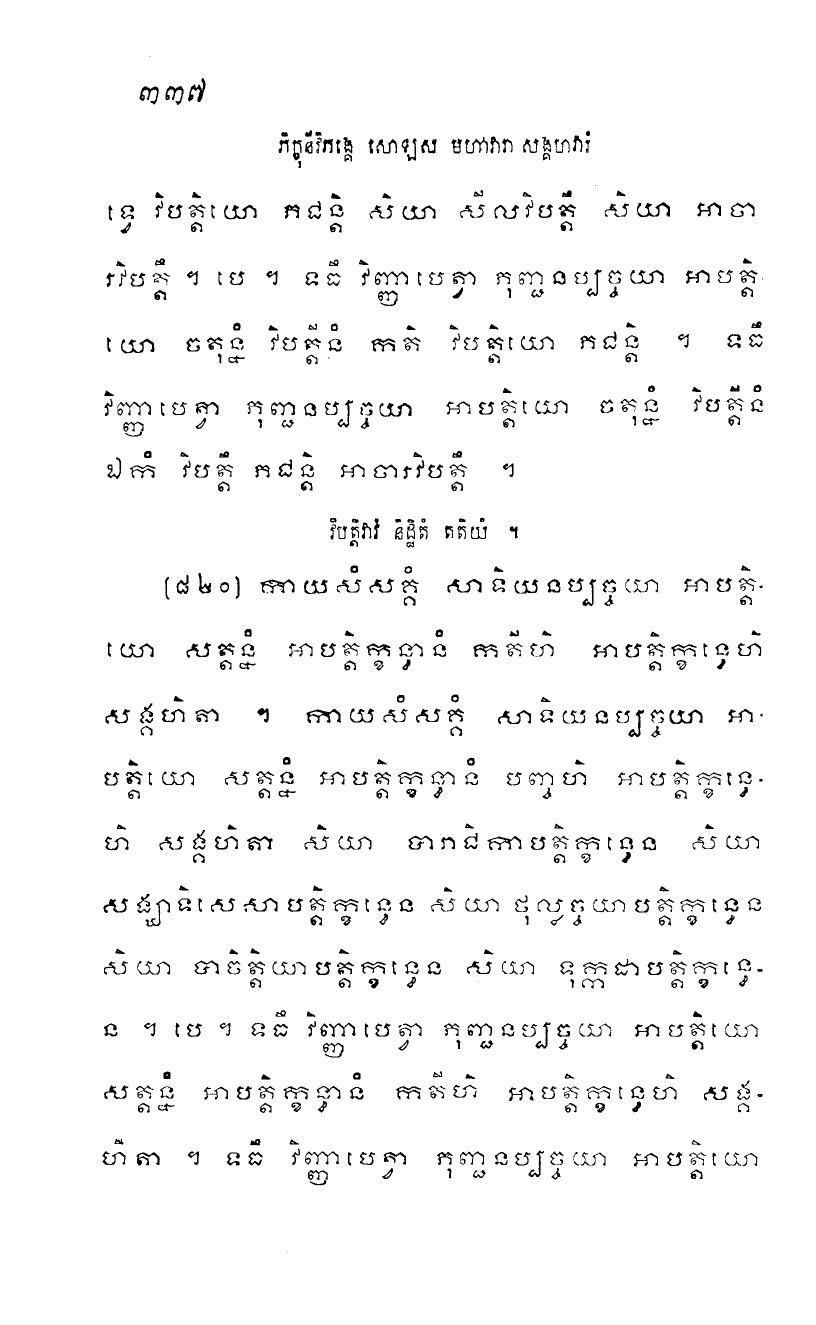 ៣៣៧
ភិក្ខុនីវិភង្គេ សោឡស មហាវារា សង្គហវារំ
ទ្វេ វិបត្តិយោ ភជន្តិ សិយា សីលវិបត្តឹ សិយា អាចា
រវិបត្តឹ ។ បេ ។ ទធឹ វិញ្ញាបេត្វា ភុញ្ជនប្បច្ចយា អាបត្តិ-
យោ ចតុន្នំ វិបត្តីនំ កតិ វិបត្តិយោ ភជន្តិ ។ ទធឹ
វិញ្ញាបេត្វា ភុញ្ជនប្បច្ចយា អាបត្តិយោ ចតុន្នំ វិបត្តីនំ
ឯកំ វិបត្តឹ ភជន្តិ អាចារវិបត្តឹ ។
វិបត្តិវារំ និដ្ឋិតំ តតិយំ ។
(៨២០) កាយសំសគ្គំ សាទិយនប្បច្ចយា អាបត្តិ-
យោ សត្តន្នំ អាបត្តិក្ខន្ធានំ កតីហិ អាបត្តិក្ខន្ធេហិ
សង្គហិតា ។ កាយសំសគ្គំ សាទិយនប្បច្ចយា អា-
បត្តិយោ សត្តន្នំ អាបត្តិក្ខន្ធានំ បញ្ចហិ អាបត្តិក្ខន្ធេ-
ហិ សង្គហិតា សិយា បារាជិកាបត្តិក្ខន្ធេន សិយា
សង្ឃាទិសេសាបត្តិក្ខន្ធេន សិយា ថុល្លច្ចយាបត្តិក្ខន្ធេន
សិយា បាចិត្តិយាបត្តិក្ខន្ធេន សិយា ទុក្កដាបត្តិក្ខន្ធេ-
ន ។ បេ ។ ទធឹ វិញ្ញាបេត្វា ភុញ្ជនប្បច្ចយា អាបត្តិយោ
សត្តន្នំ អាបត្តិក្ខន្ធានំ កតីហិ អាបត្តិក្ខន្ធេហិ សង្គ-
ហិតា ។ ទធឹ វិញ្ញាបេត្វា ភុញ្ជនប្បច្ចយា អាបត្តិយោ